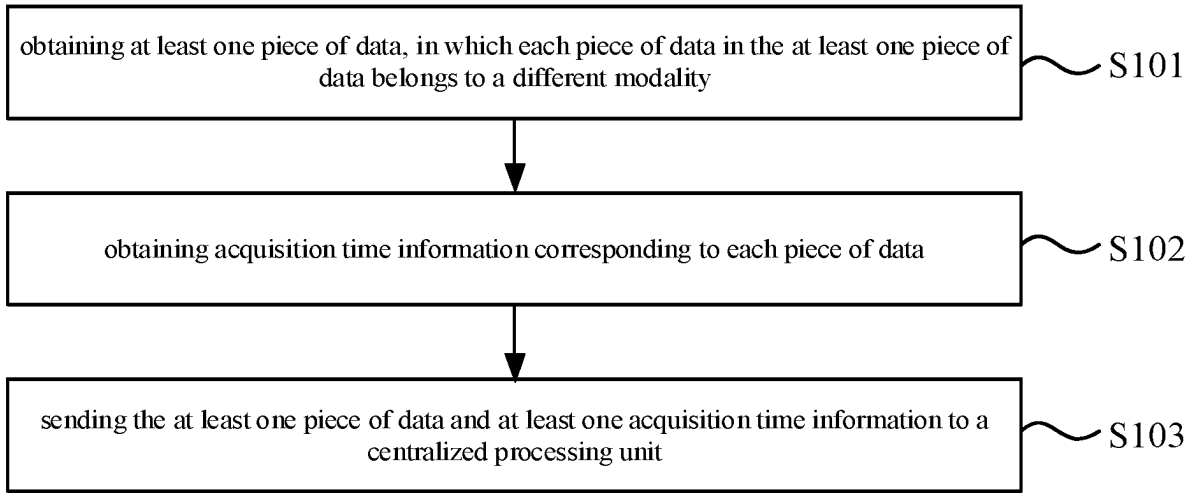 obtaining at least one piece of data, in which each piece of data in the at least one piece of
data belongs to a different modality
S101
obtaining acquisition time information corresponding to each piece of data
S102
sending the at least one piece of data and at least one acquisition time information to a
centralized processing unit
S103